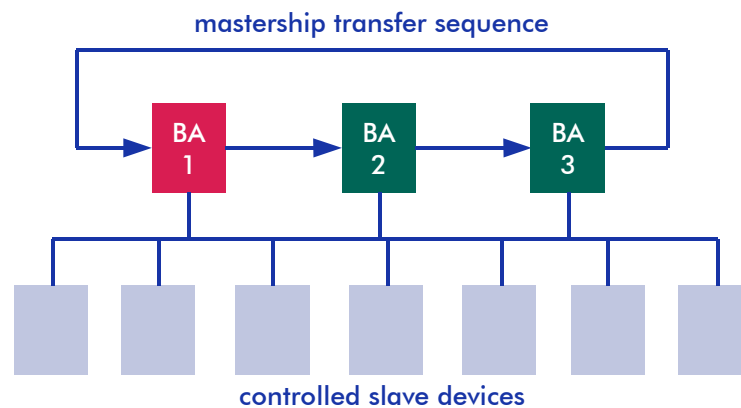 mastership transfer sequence
BA
1
BA
2
BA
3
controlled slave devices